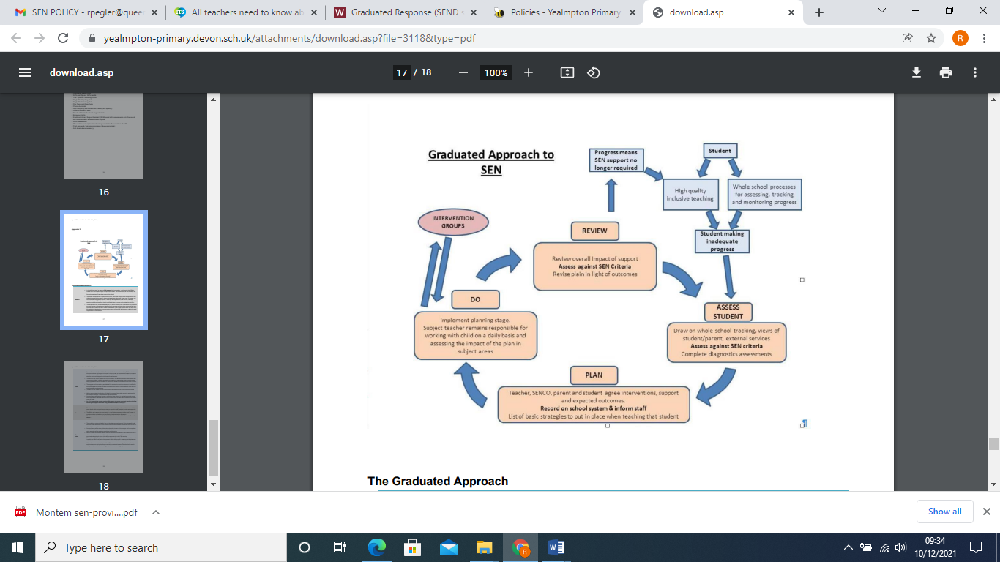 SEN POLICY - rpegler@quee
All teachers need to know ab
Graduated Response (SEND s
Policies - Yealmpton Primary
download.asp
yealmpton-primary.devon.sch.uk/attachments/download.asp?file=3118&type=pdf
R
download.asp
17 / 18
100%
16
17
18
Graduated Approach to
SEN
Progress means
SEN support no
longer required
Student
High quality
inclusive teaching
Whole school processes
for assessing, tracking
and monitoring progress
Student making
inadequate
progress
INTERVENTION
GROUPS
REVIEW
Review overall impact of support
Assess against SEN Criteria
Revise plain in light of outcomes
DO
Implement planning stage.
Subject teacher remains responsible for
working with child on a daily basis and
assessing the impact of the plan in
subject areas
ASSESS
STUDENT
Draw on whole school tracking, views of
student/parent, external services
Assess against SEN criteria
Complete diagnostics assessments
PLAN
Teacher, SENCO, parent and student agree interventions, support
and expected outcomes.
Record on school system & inform staff
List of basic strategies to put in place when teaching that student
¶
The Graduated Approach
PDF
Montem sen-provi....pdf
Show all
Type here to search
R
09:34
10/12/2021